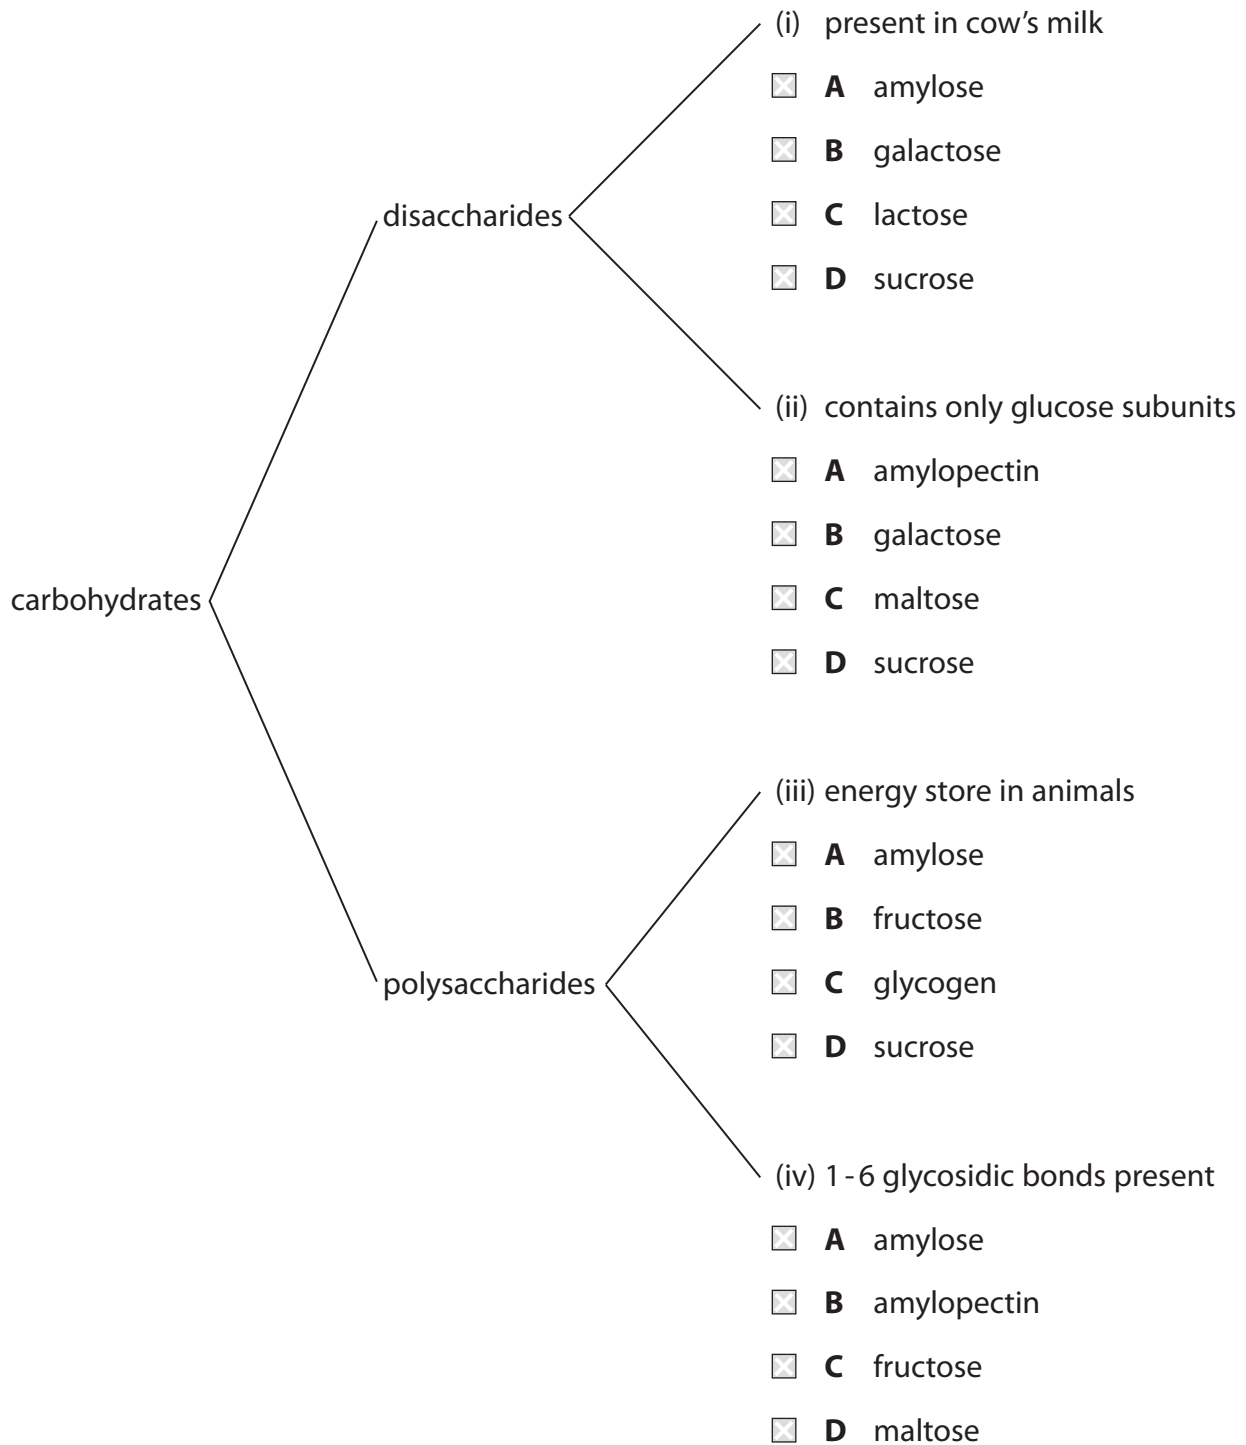 (i) present in cow’s milk
A amylose
B galactose
C lactose
D sucrose
disaccharides
(ii) contains only glucose subunits
A amylopectin
B galactose
C maltose
D sucrose
carbohydrates
(iii) energy store in animals
A amylose
B fructose
C glycogen
D sucrose
polysaccharides
(iv) 1-6 glycosidic bonds present
A amylose
B amylopectin
C fructose
D maltose